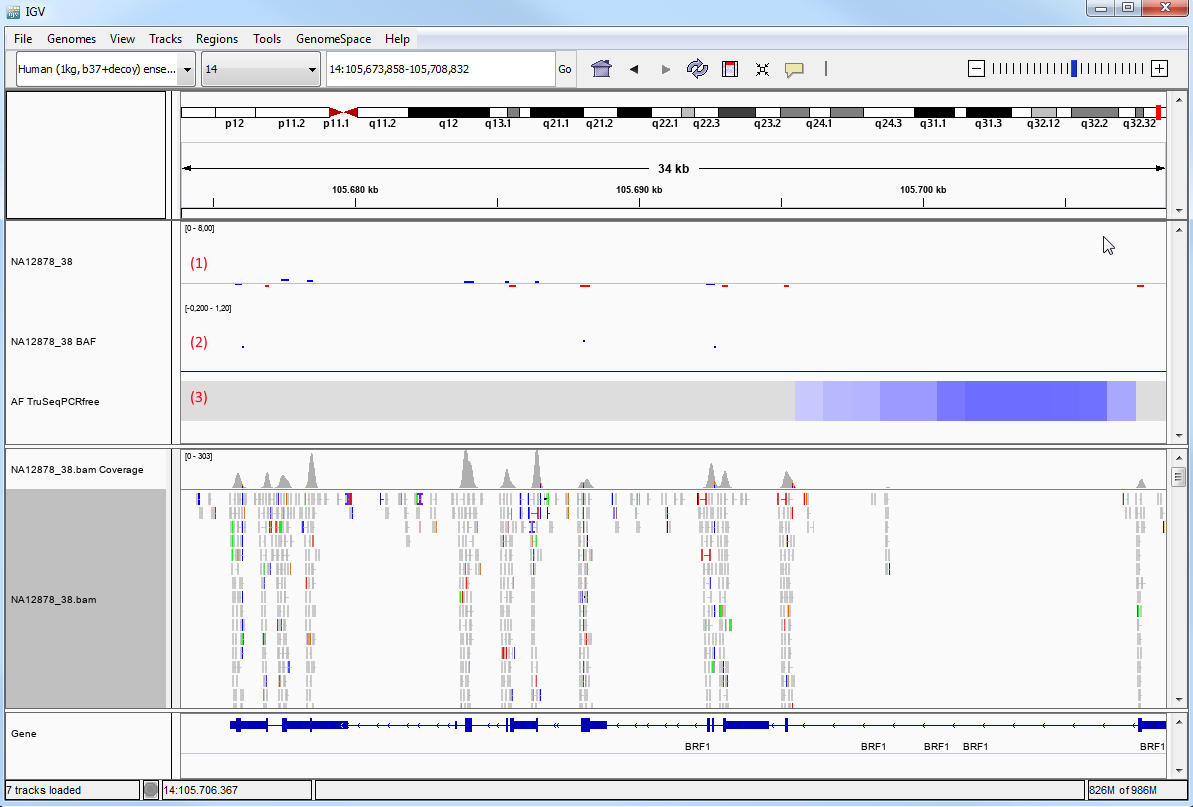 IGV
File Genomes View Tracks Regions Tools GenomeSpace Help
Human (1kg, b37+decoy) ense... 14 14:105,673,858-105,708,832 Go
p12 p11.2 p11.1 q11.2 q12 q13.1 q21.1 q21.2 q22.1 q22.3 q23.2 q24.1 q24.3 q31.1 q31.3 q32.12 q32.2 q32.32
34 kb
105.680 kb 105.690 kb 105.700 kb
[0 - 8,00]
NA12878_38 (1)
[-0,200 - 1,20]
NA12878_38 BAF (2)
AF TruSeqPCRfree (3)
[0 - 303]
NA12878_38.bam Coverage
NA12878_38.bam
Gene
BRF1 BRF1 BRF1 BRF1 BRF1
7 tracks loaded 14:105.706.367 826M of 986M